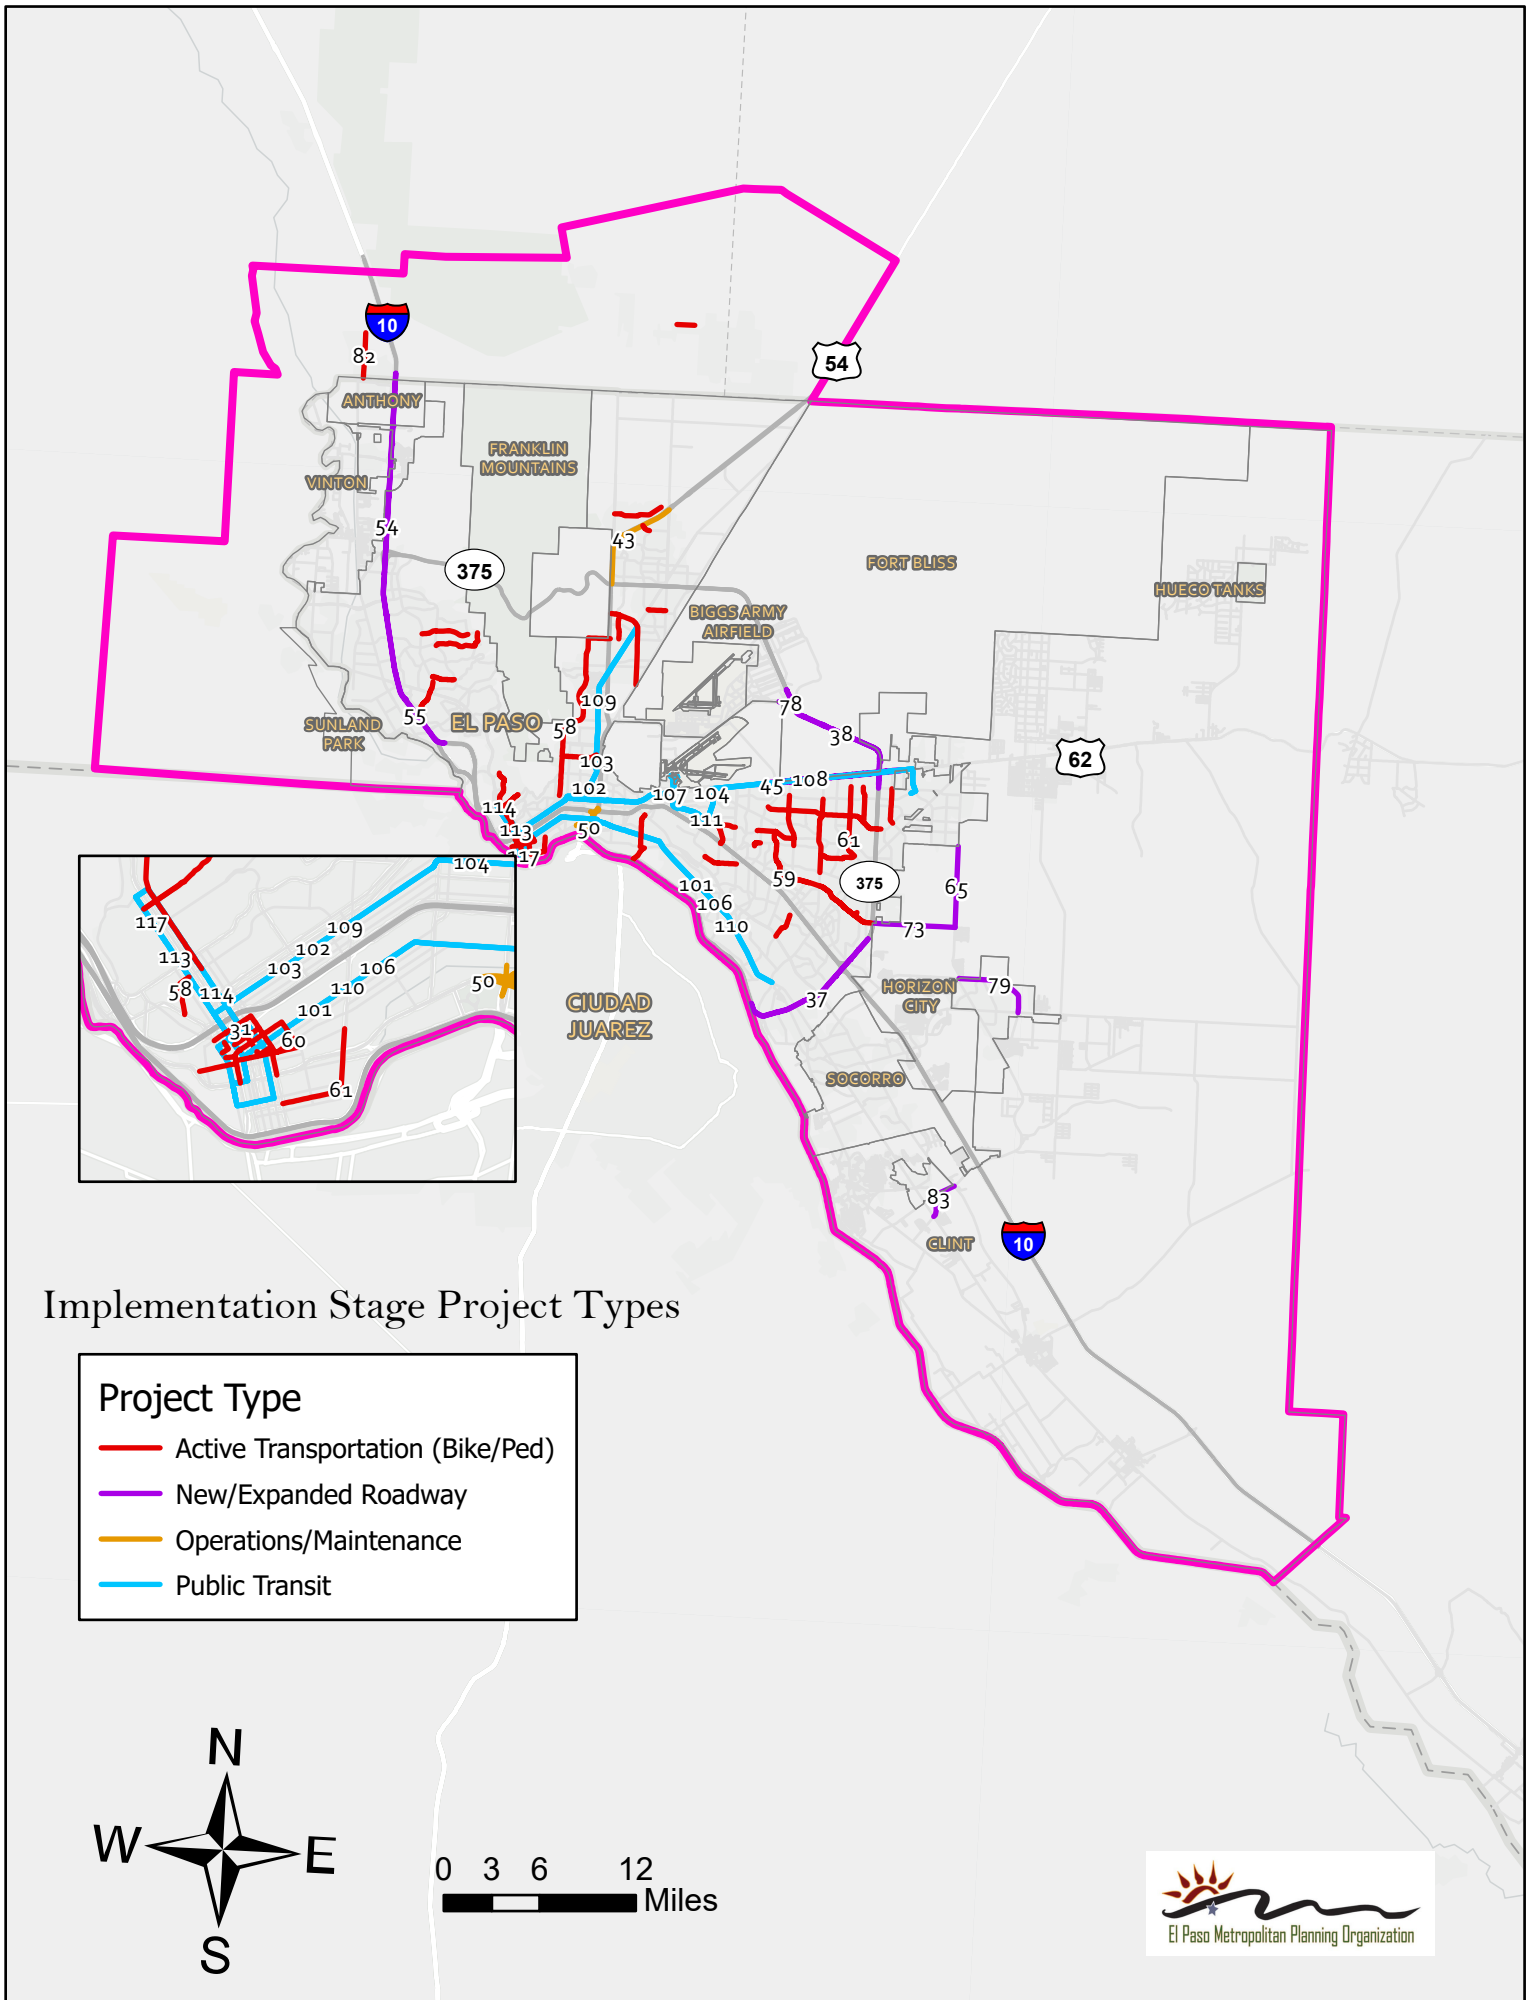 10
54
82
ANTHONY
FRANKLIN
MOUNTAINS
VINTON
54
43
375
FORT BLISS
HUECO TANKS
BIGGS ARMY
AIRFIELD
109
78
55
EL PASO
58
SUNLAND
PARK
38
62
103
102
107
104
45
108
114
111
113
50
61
117
104
59
375
101
65
106
110
73
117
109
102
113
103
106
58
114
110
50
101
31
60
61
HORIZON
CITY
79
37
CIUDAD
JUAREZ
SOCORRO
83
CLINT
10
Implementation Stage Project Types
Project Type
Active Transportation (Bike/Ped)
New/Expanded Roadway
Operations/Maintenance
Public Transit
N
W
E
S
0 3 6 12
Miles
El Paso Metropolitan Planning Organization